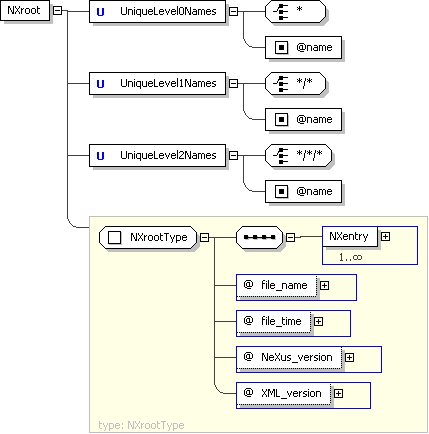 NXroot
U UniqueLevel0Names
*
@name
U UniqueLevel1Names
*/*
@name
U UniqueLevel2Names
*/*/*
@name
NXrootType
NXentry
1..∞
@ file_name
@ file_time
@ NeXus_version
@ XML_version
type: NXrootType